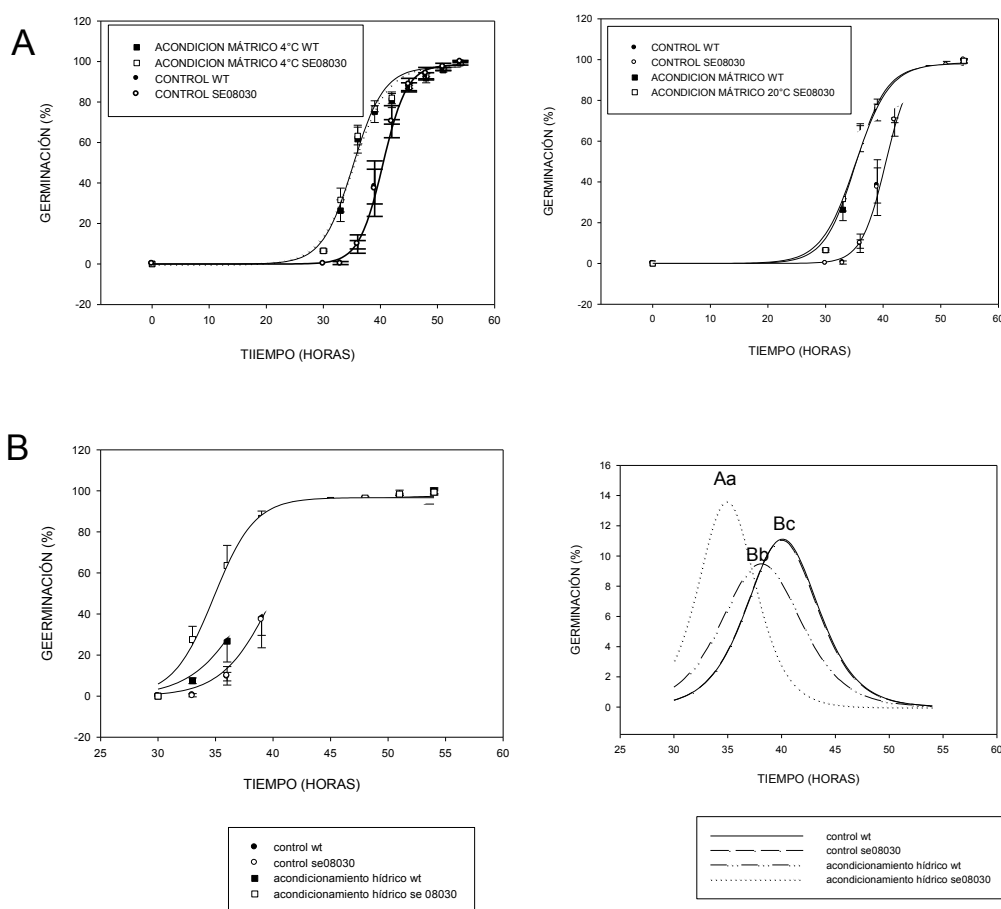 A
120
100
80
60
40
20
0
-20
GERMINACIÓN (%)
ACONDICION MÁTRICO 4°C WT
ACONDICION MÁTRICO 4°C SE08030
CONTROL WT
CONTROL SE08030
0 10 20 30 40 50 60
TIIEMPO (HORAS)
120
100
80
60
40
20
0
-20
GERMINACIÓN (%)
CONTROL WT
CONTROL SE08030
ACONDICION MÁTRICO WT
ACONDICION MÁTRICO 20°C SE08030
0 10 20 30 40 50 60
TIEMPO (HORAS)
B
120
100
80
60
40
20
0
-20
GEERMINACIÓN (%)
25 30 35 40 45 50 55 60
TIEMPO (HORAS)
control wt
control se08030
acondicionamiento hídrico wt
acondicionamiento hídrico se 08030
16
14
12
10
8
6
4
2
0
GERMINACIÓN (%)
Aa
Bc
Bb
25 30 35 40 45 50 55 60
TIEMPO (HORAS)
control wt
control se08030
acondicionamiento hídrico wt
acondicionamiento hídrico se08030